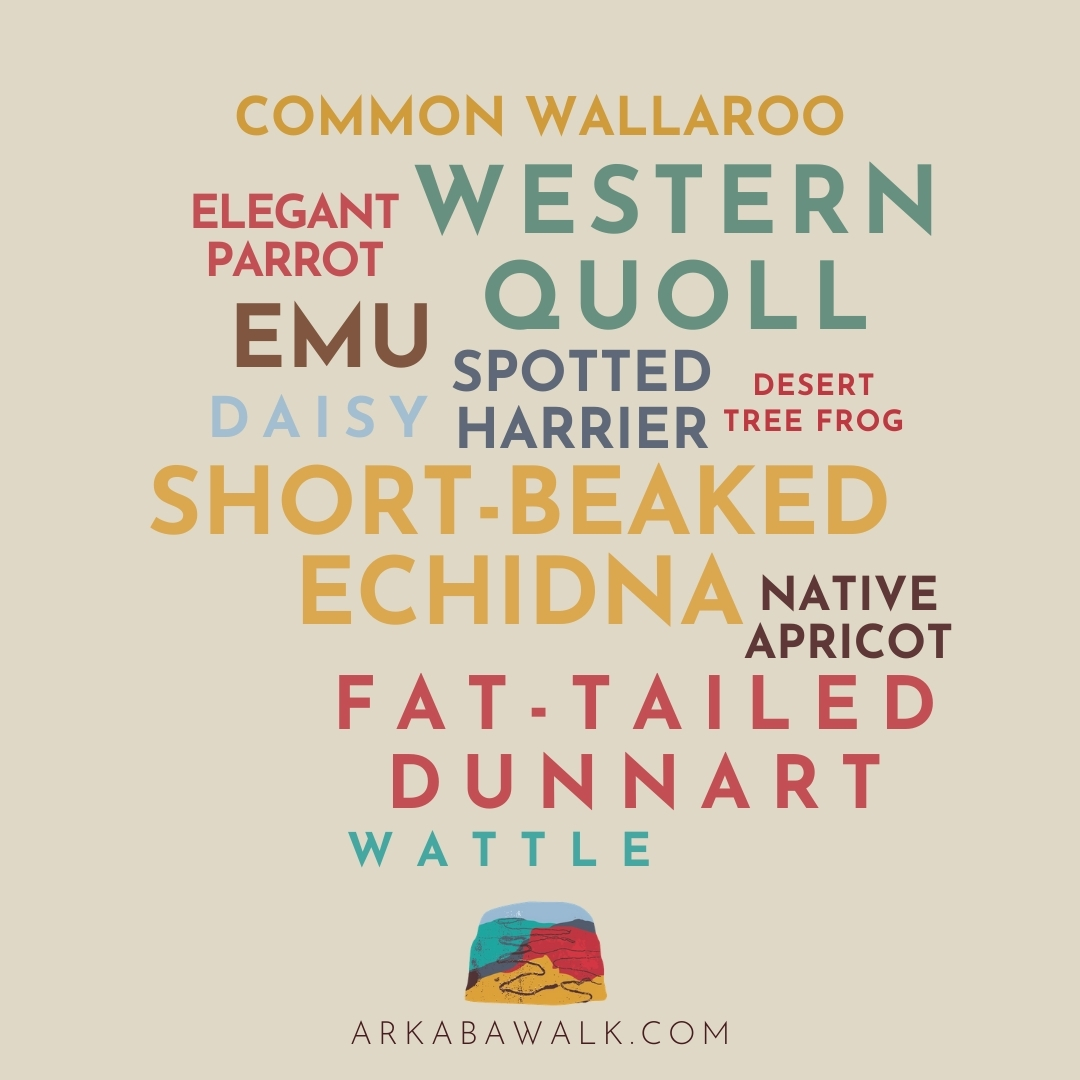 COMMON WALLAROO
ELEGANT
PARROT
WESTERN
QUOLL
EMU
DAISY
SPOTTED
HARRIER
DESERT
TREE FROG
SHORT-BEAKED
ECHIDNA
NATIVE
APRICOT
FAT-TAILED
DUNNART
WATTLE
ARKABAWALK.COM